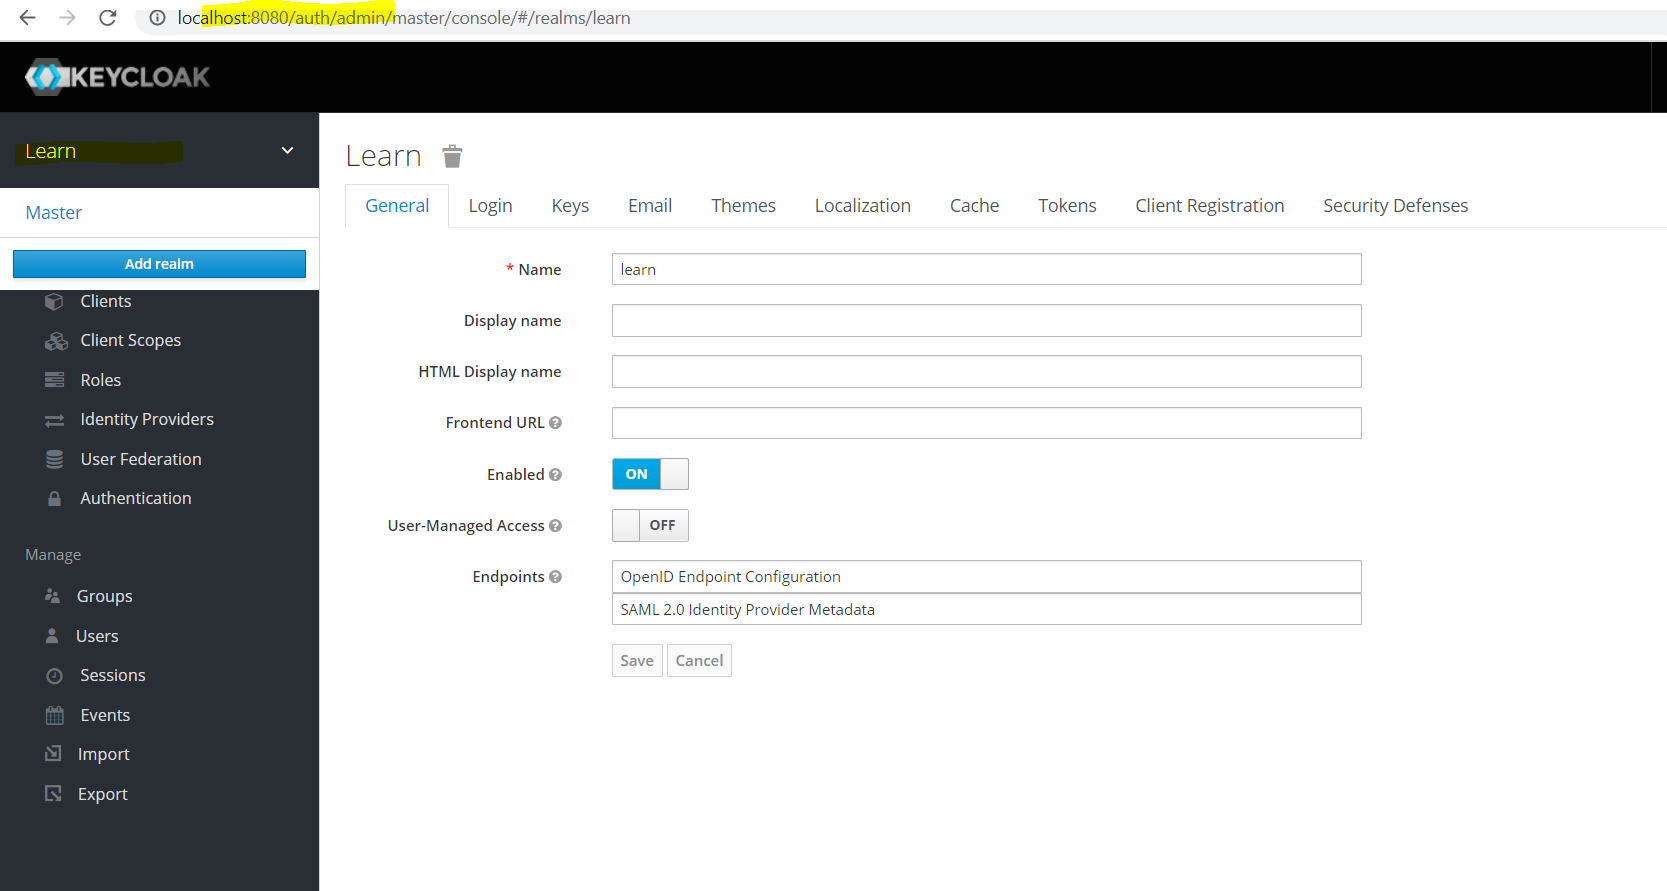 localhost:8080/auth/admin/master/console/#/realms/learn
KEYCLOAK
Learn
Master
Add realm
Clients
Client Scopes
Roles
Identity Providers
User Federation
Authentication
Manage
Groups
Users
Sessions
Events
Import
Export
Learn
General Login Keys Email Themes Localization Cache Tokens Client Registration Security Defenses
* Name learn
Display name
HTML Display name
Frontend URL
Enabled ON
User-Managed Access OFF
Endpoints OpenID Endpoint Configuration
SAML 2.0 Identity Provider Metadata
Save Cancel